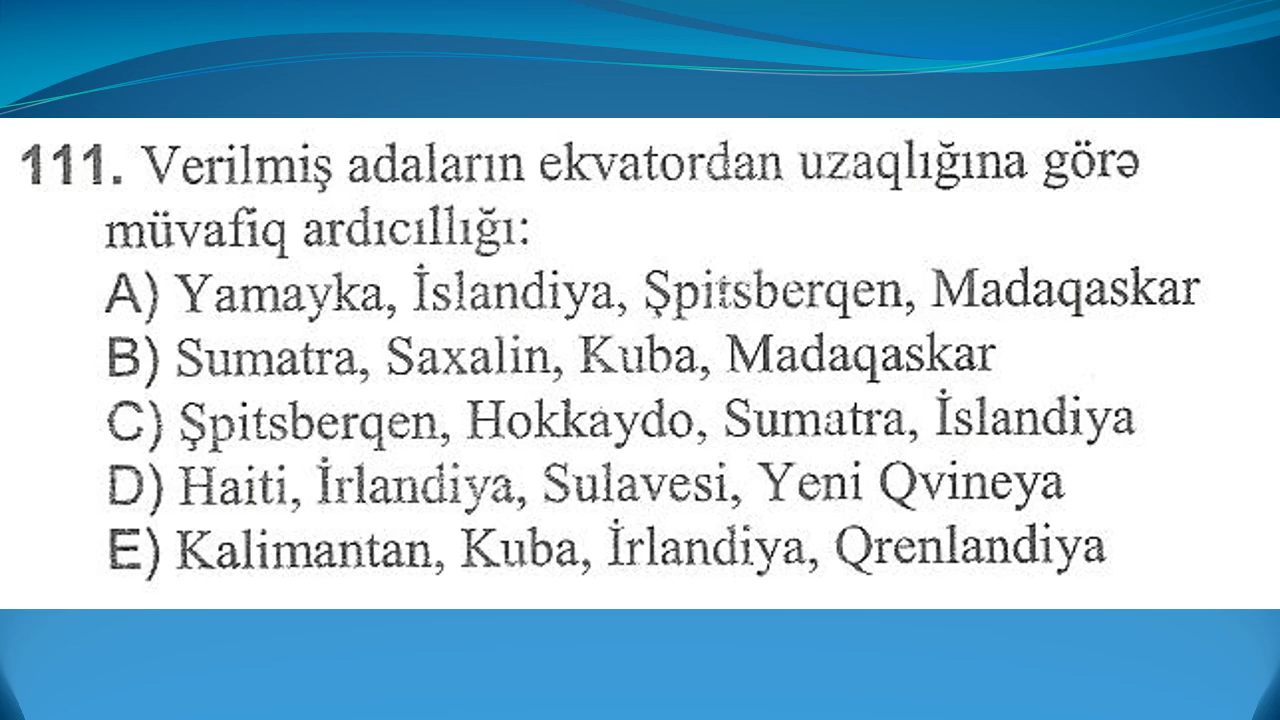 111. Verilmiş adaların ekvatordan uzaqlığına görə
müvafiq ardıcıllığı:
A) Yamayka, İslandiya, Şpitsberqen, Madaqaskar
B) Sumatra, Saxalin, Kuba, Madaqaskar
C) Şpitsberqen, Hokkaydo, Sumatra, İslandiya
D) Haiti, İrlandiya, Sulavesi, Yeni Qvineya
E) Kalimantan, Kuba, İrlandiya, Qrenlandiya